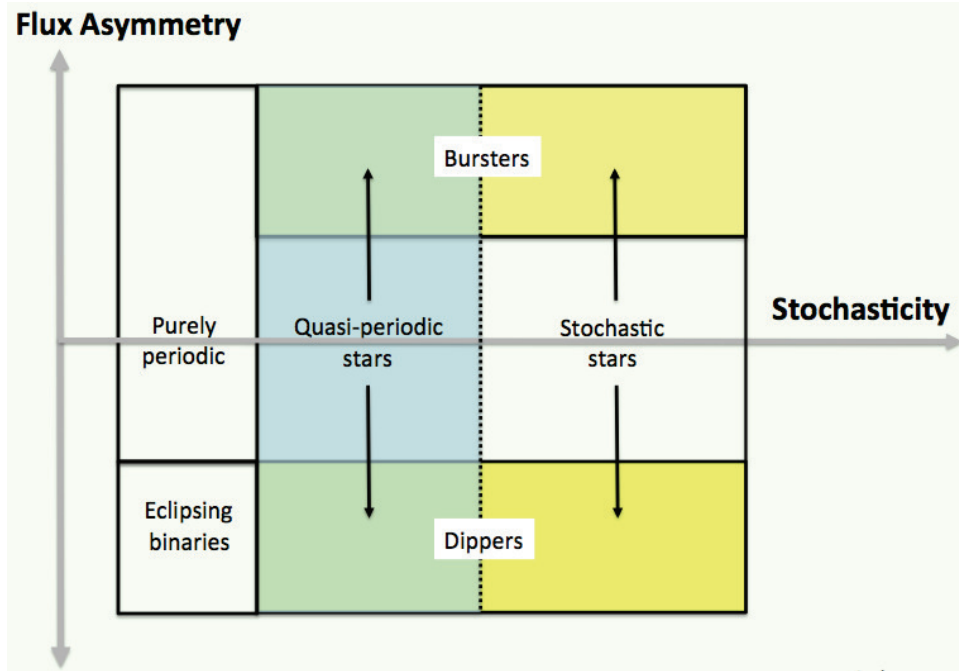 Flux Asymmetry
Bursters
Stochasticity
Purely
periodic
Quasi-periodic
stars
Stochastic
stars
Eclipsing
binaries
Dippers